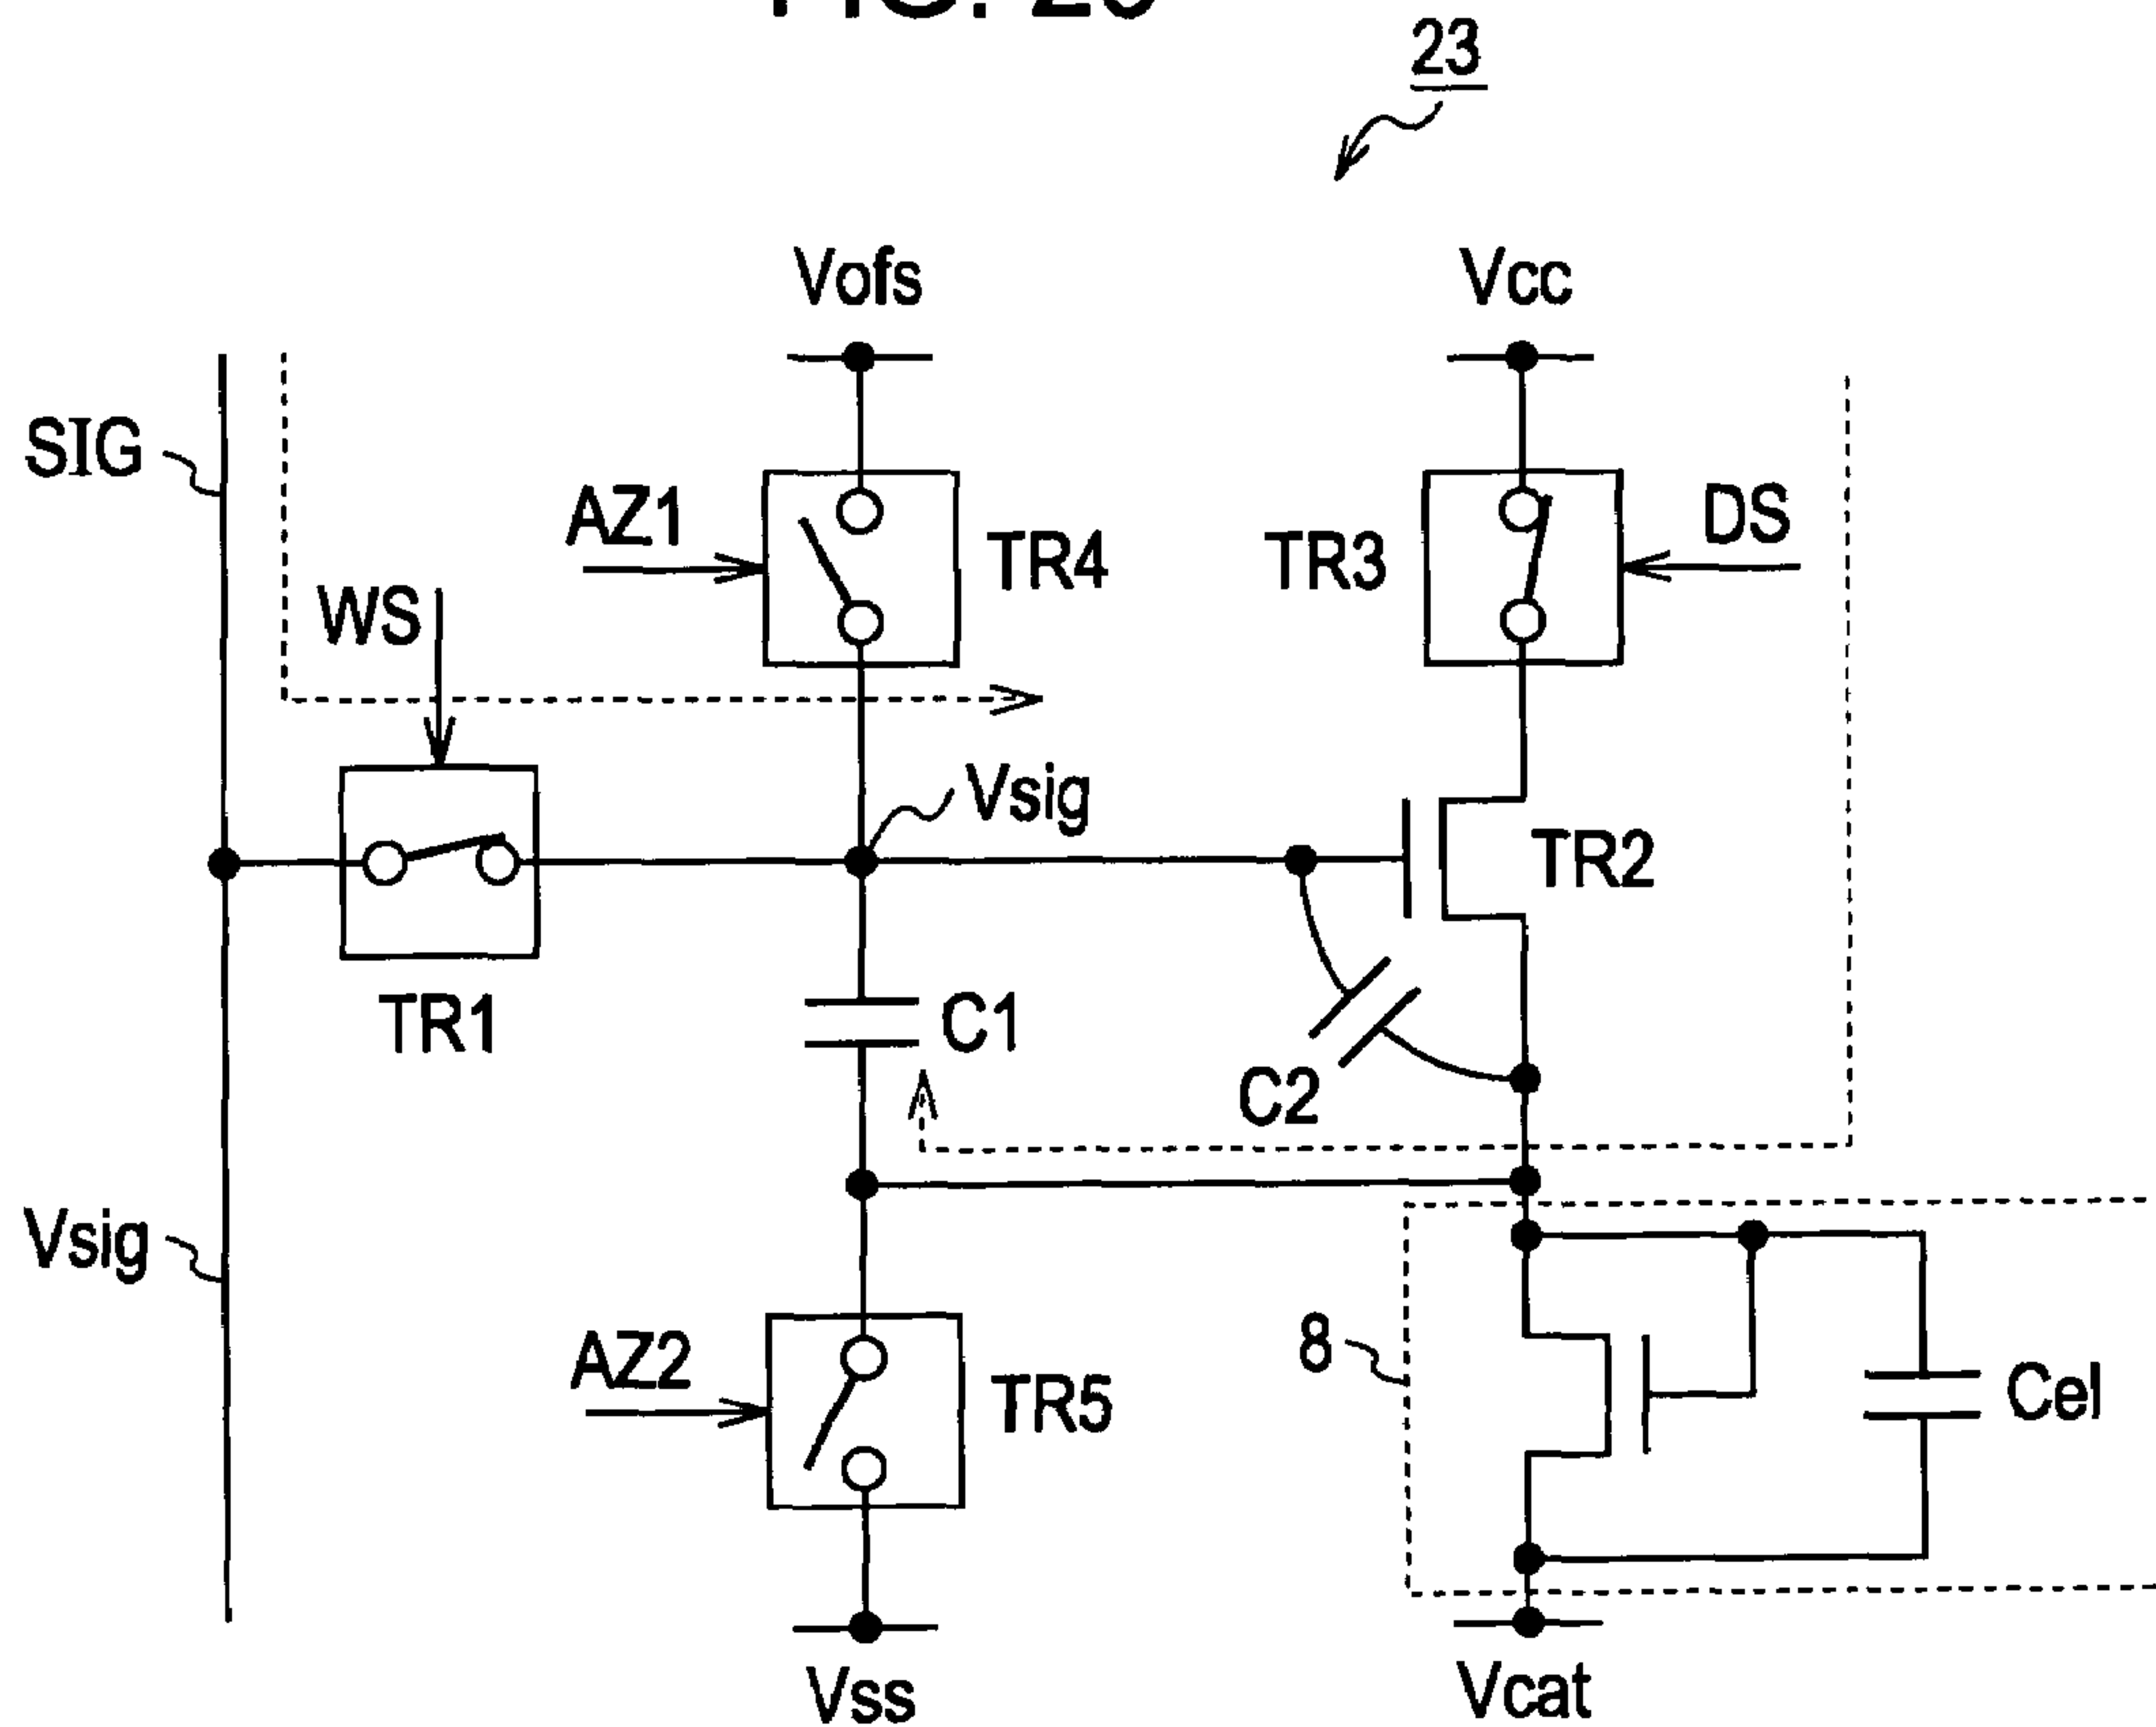 23
Vofs
Vcc
SIG
AZ1
TR4
TR3
DS
WS
Vsig
TR2
TR1
C1
C2
Vsig
8
AZ2
TR5
Cel
Vss
Vcat